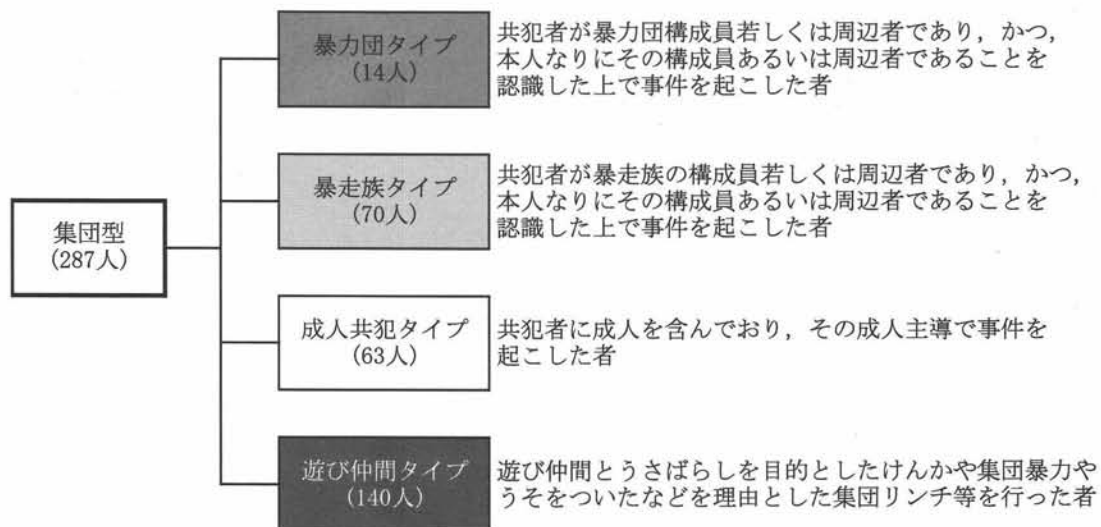 集団型
(287人)
暴力団タイプ
(14人)
共犯者が暴力団構成員若しくは周辺者であり，かつ，
本人なりにその構成員あるいは周辺者であることを
認識した上で事件を起こした者
暴走族タイプ
(70人)
共犯者が暴走族の構成員若しくは周辺者であり，かつ，
本人なりにその構成員あるいは周辺者であることを
認識した上で事件を起こした者
成人共犯タイプ
(63人)
共犯者に成人を含んでおり，その成人主導で事件を
起こした者
遊び仲間タイプ
(140人)
遊び仲間とうさばらしを目的としたけんかや集団暴力や
うそをついたなどを理由とした集団リンチ等を行った者